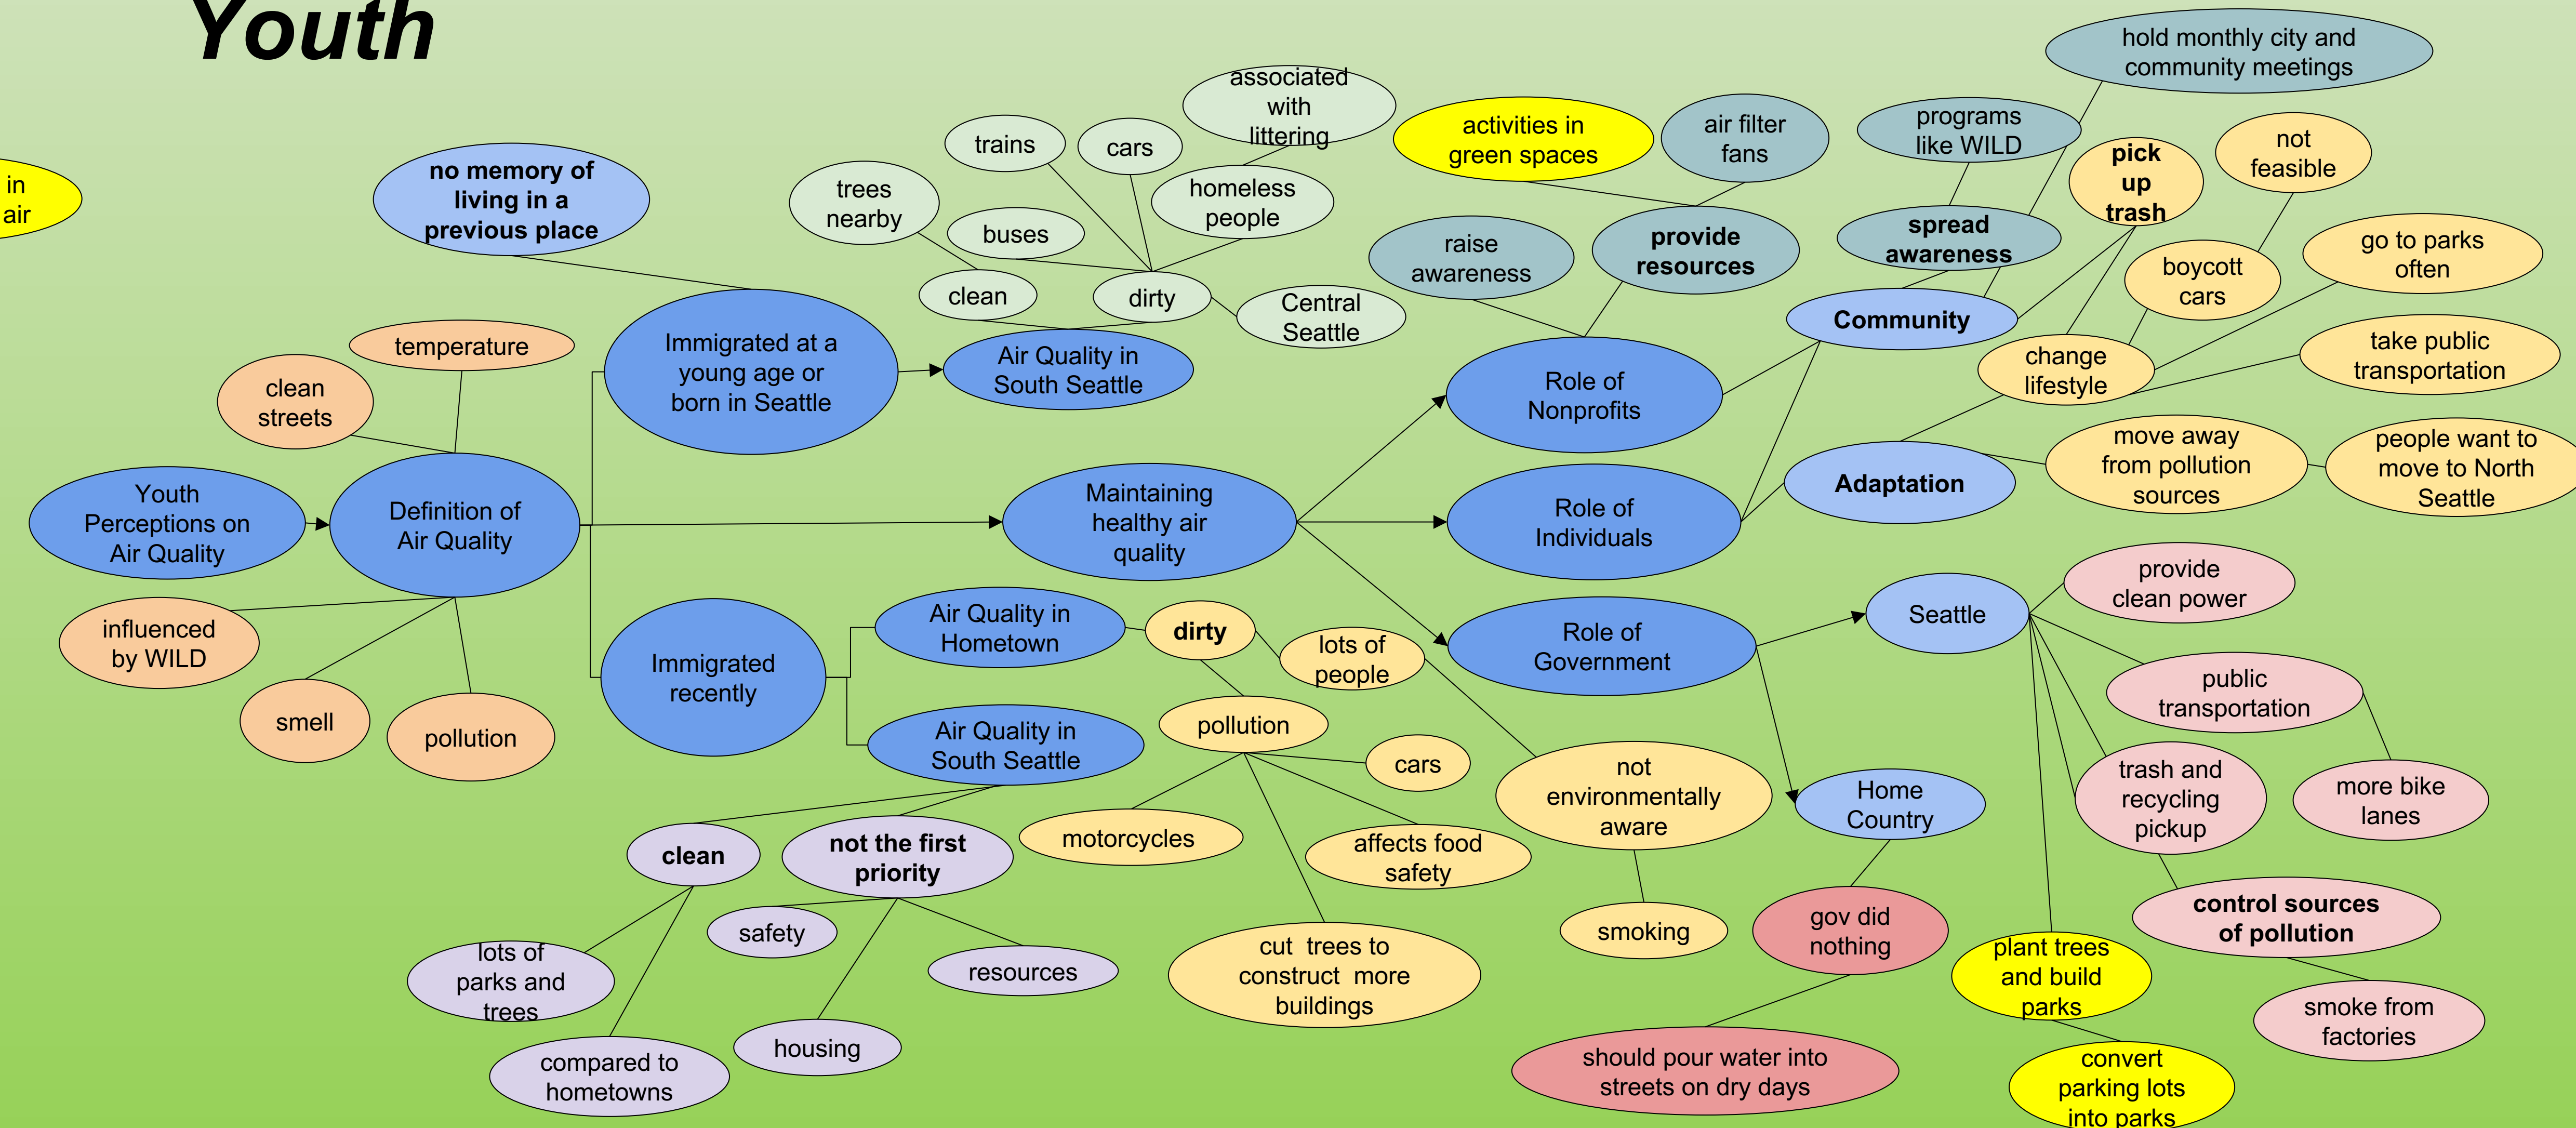 Youth
in
air
no memory of
living in a
previous place
temperature
clean
streets
Youth
Perceptions on
Air Quality
Definition of
Air Quality
influenced
by WILD
smell
pollution
Immigrated at a
young age or
born in Seattle
Air Quality in
South Seattle
trees
nearby
trains
cars
associated
with
littering
buses
homeless
people
clean
dirty
Central
Seattle
Maintaining
healthy air
quality
Immigrated
recently
Air Quality in
Hometown
Air Quality in
South Seattle
dirty
lots of
people
pollution
cars
motorcycles
affects food
safety
cut trees to
construct more
buildings
not
environmentally
aware
smoking
clean
not the first
priority
lots of
parks and
trees
compared to
hometowns
safety
housing
resources
activities in
green spaces
air filter
fans
raise
awareness
provide
resources
Role of
Nonprofits
Role of
Individuals
Role of
Government
hold monthly city and
community meetings
programs
like WILD
spread
awareness
Community
pick
up
trash
not
feasible
boycott
cars
go to parks
often
change
lifestyle
take public
transportation
Adaptation
move away
from pollution
sources
people want to
move to North
Seattle
Seattle
provide
clean power
public
transportation
trash and
recycling
pickup
more bike
lanes
control sources
of pollution
smoke from
factories
plant trees
and build
parks
convert
parking lots
into parks
Home
Country
gov did
nothing
should pour water into
streets on dry days